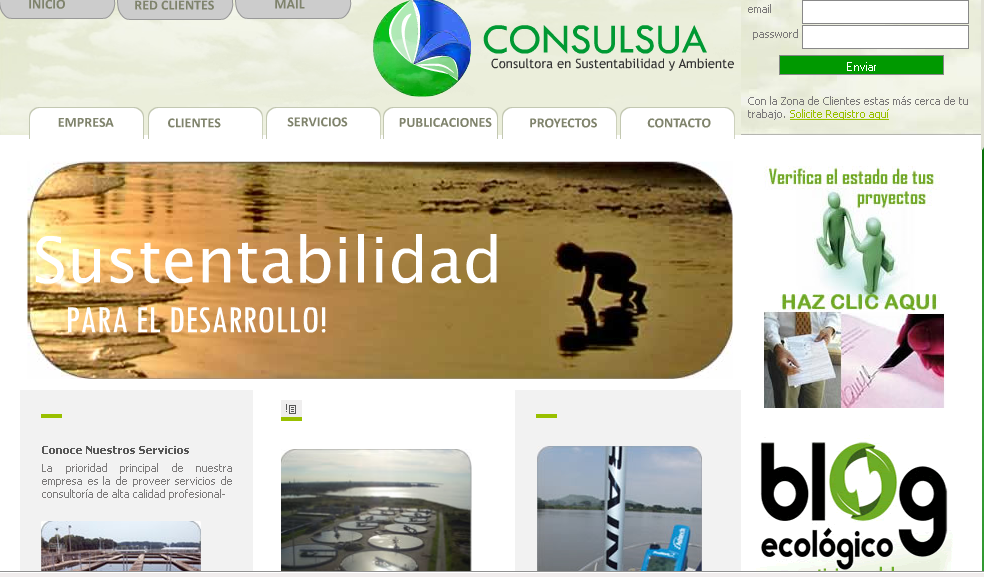 INICIO
RED CLIENTES
MAIL
email
password
Enviar
Con la Zona de Clientes estas más cerca de tu
trabajo. Solicite Registro aquí
CONSULSUA
Consultora en Sustentabilidad y Ambiente
EMPRESA
CLIENTES
SERVICIOS
PUBLICACIONES
PROYECTOS
CONTACTO
Sustentabilidad
PARA EL DESARROLLO!
Verifica el estado de tus
proyectos
HAZ CLIC AQUI
Conoce Nuestros Servicios
La prioridad principal de nuestra
empresa es la de proveer servicios de
consultoría de alta calidad profesional-
blog
ecológico